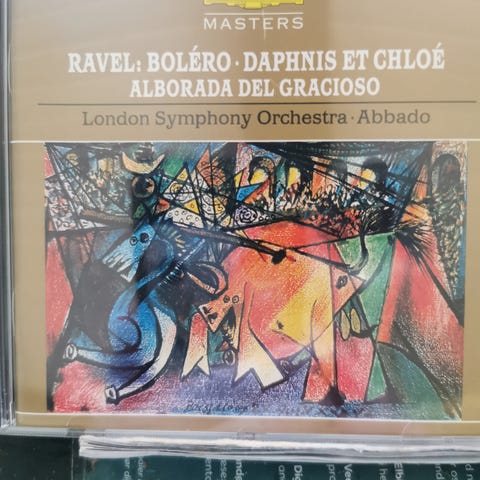 MASTERS
RAVEL: BOLÉRO · DAPHNIS ET CHLOÉ
ALBORADA DEL GRACIOSO
London Symphony Orchestra · Abbado